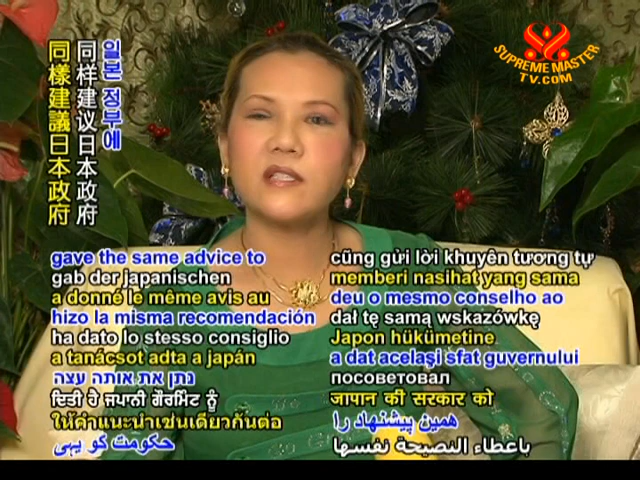 SUPREME MASTER
TV.COM
일본 정부에
同样建议日本政府
同樣建議日本政府
gave the same advice to
gab der japanischen
a donné le même avis au
hizo la misma recomendación
ha dato lo stesso consiglio
a tanácsot adta a japán
נתן את אותה עצה
ਦਿਤੀ ਹੈ ਜਪਾਨੀ ਗੌਰਮਿੰਟ ਨੂੰ
ให้คำแนะนำเช่นเดียวกันต่อ
حکومت کو یہی
cũng gửi lời khuyên tương tự
memberi nasihat yang sama
deu o mesmo conselho ao
dał tę samą wskazówkę
Japon hükümetine
a dat acelaşi sfat guvernului
посоветовал
जापान की सरकार को
همین پیشنهاد را
بإعطاء النصيحة نفسها